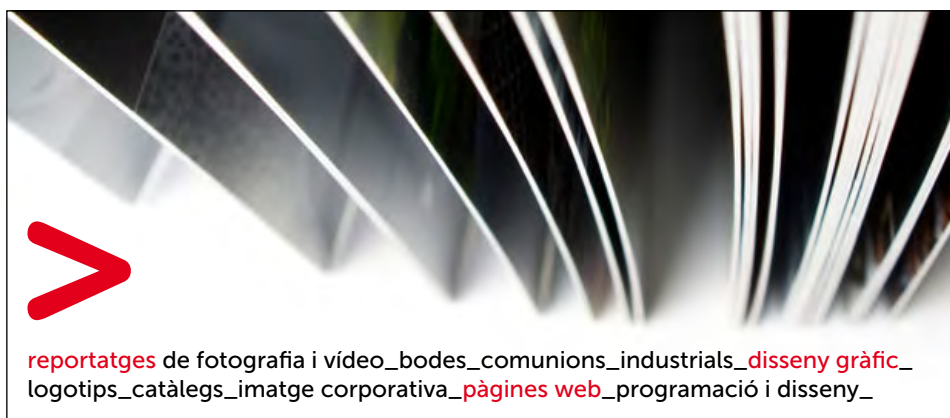 reportatges de fotografia i vídeo_bodes_comunions_industrials_disseny gràfic_
logotips_catàlegs_imatge corporativa_pàgines web_programació i disseny_